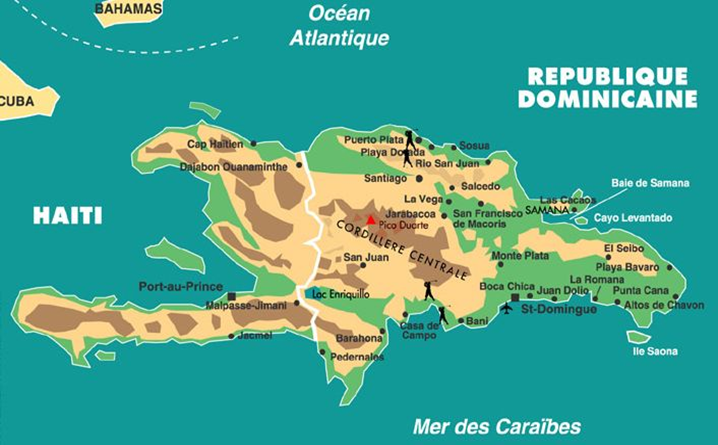 BAHAMAS
Océan
Atlantique
CUBA
REPUBLIQUE
DOMINICAINE
HAITI
Cap Haïtien
Dajabon Ouanaminthe
Puerto Plata
Playa Dorada
Sosua
Rio San Juan
Santiago
Salcedo
La Vega
Jarabacoa
San Francisco
de Macoris
Pico Duarte
CORDILLERE CENTRALE
Las Cacaos
SAMANA
Baie de Samana
Cayo Levantado
San Juan
Monte Plata
El Seibo
Playa Bavaro
Port-au-Prince
Malpasse-Jimani
Lac Enriquillo
Boca Chica
Juan Dolio
La Romana
Punta Cana
Altos de Chavon
St-Domingue
Jacmel
Barahona
Casa de
Campo
Bani
Pedernales
Ile Saona
Mer des Caraïbes